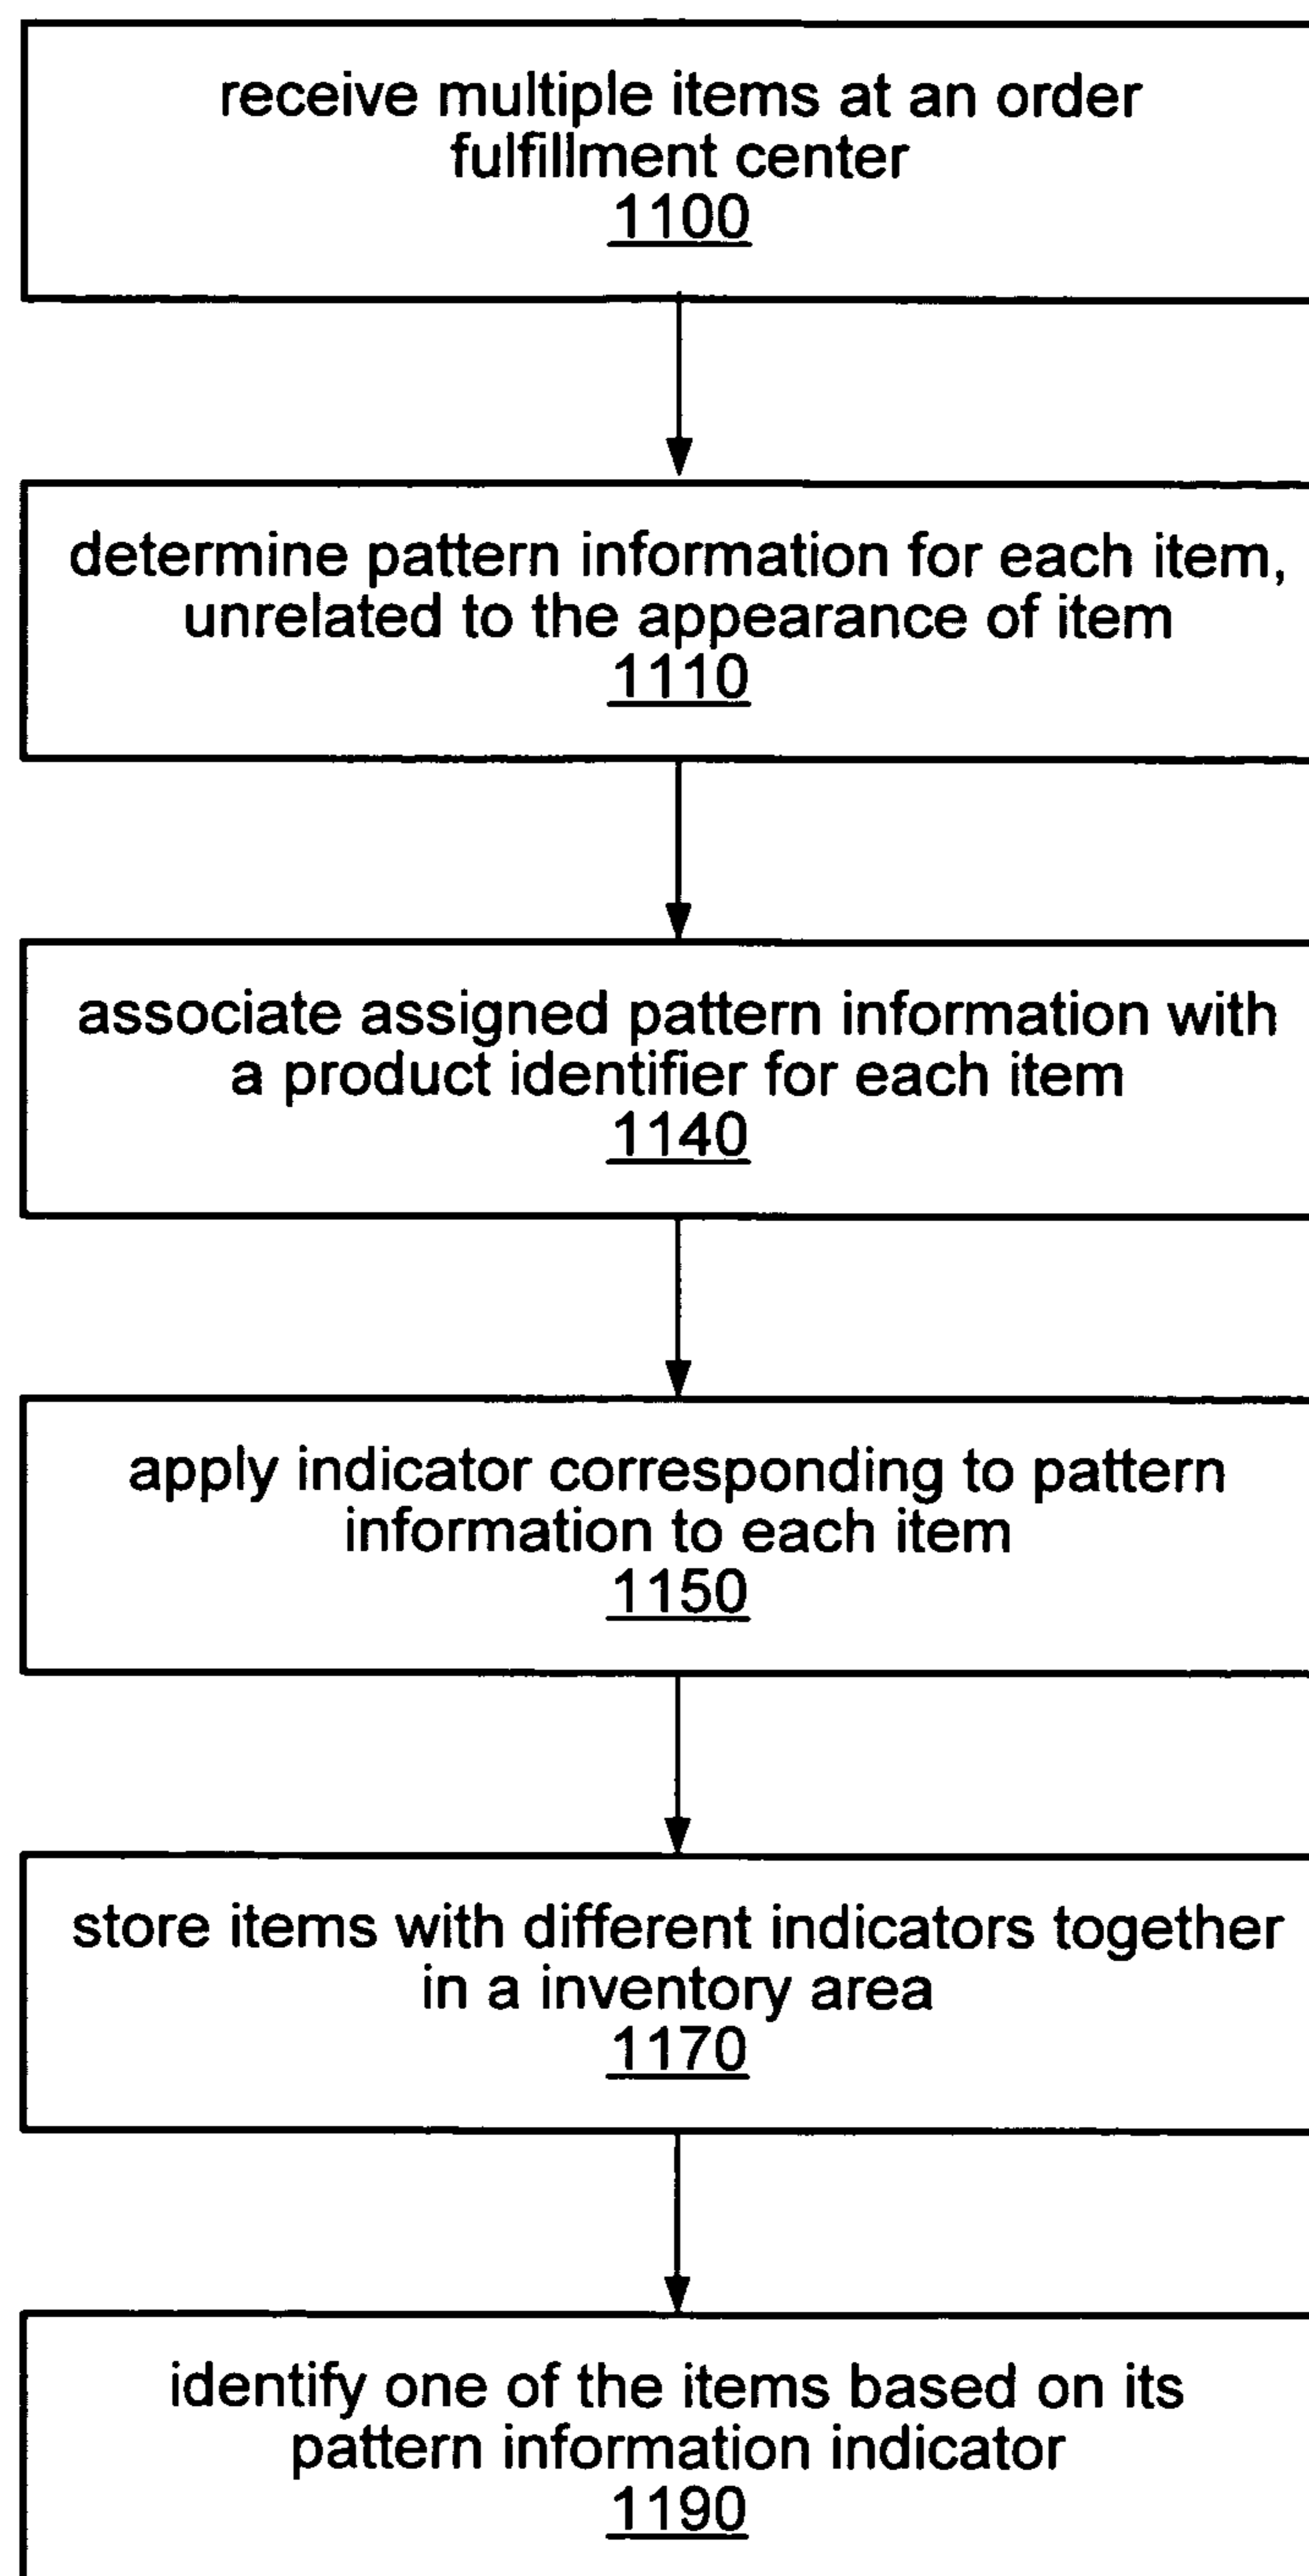 receive multiple items at an order
fulfillment center
1100
determine pattern information for each item,
unrelated to the appearance of item
1110
associate assigned pattern information with
a product identifier for each item
1140
apply indicator corresponding to pattern
information to each item
1150
store items with different indicators together
in a inventory area
1170
identify one of the items based on its
pattern information indicator
1190